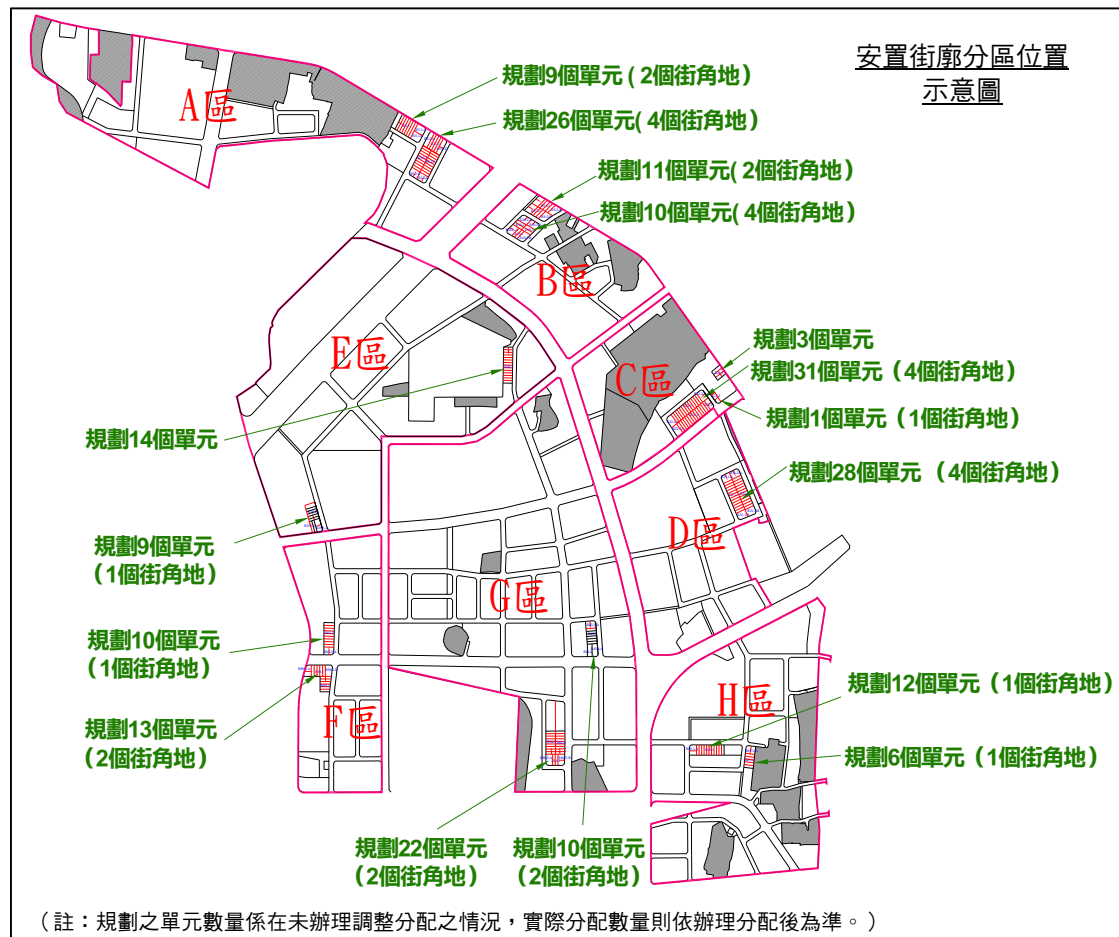 安置街廓分區位置
示意圖
規劃9個單元(2個街角地)
A區
規劃26個單元(4個街角地)
規劃11個單元(2個街角地)
規劃10個單元(4個街角地)
B區
規劃3個單元
E區
規劃31個單元(4個街角地)
C區
規劃1個單元(1個街角地)
規劃14個單元
規劃28個單元(4個街角地)
D區
規劃9個單元
(1個街角地)
G區
規劃10個單元
(1個街角地)
規劃12個單元(1個街角地)
H區
規劃13個單元
(2個街角地)
F區
規劃6個單元(1個街角地)
規劃22個單元
(2個街角地)
規劃10個單元
(2個街角地)
(註：規劃之單元數量係在未辦理調整分配之情況，實際分配數量則依辦理分配後為準。)